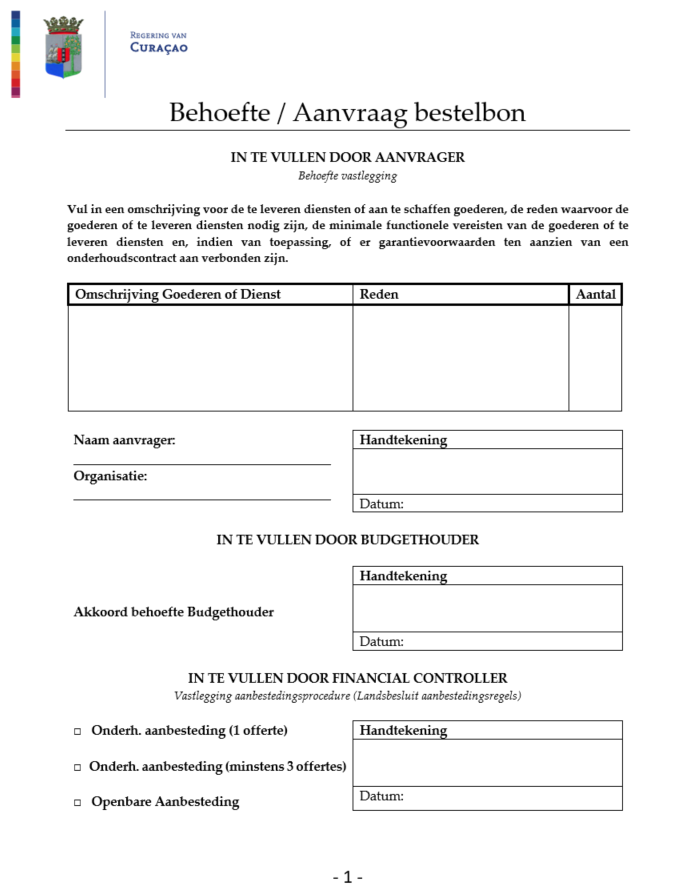 REGERING VAN
CURAÇAO
Behoefte / Aanvraag bestelbon
IN TE VULLEN DOOR AANVRAGER
Behoefte vastlegging
Vul in een omschrijving voor de te leveren diensten of aan te schaffen goederen, de reden waarvoor de
goederen of te leveren diensten nodig zijn, de minimale functionele vereisten van de goederen of te
leveren diensten en, indien van toepassing, of er garantievoorwaarden ten aanzien van een
onderhoudscontract aan verbonden zijn.
Omschrijving Goederen of Dienst Reden Aantal
Naam aanvrager:
Handtekening
Organisatie:
Datum:
IN TE VULLEN DOOR BUDGETHOUDER
Handtekening
Akkoord behoefte Budgethouder
Datum:
IN TE VULLEN DOOR FINANCIAL CONTROLLER
Vastlegging aanbestedingsprocedure (Landsbesluit aanbestedingsregels)
□ Onderh. aanbesteding (1 offerte)
Handtekening
□ Onderh. aanbesteding (minstens 3 offertes)
□ Openbare Aanbesteding
Datum:
- 1 -